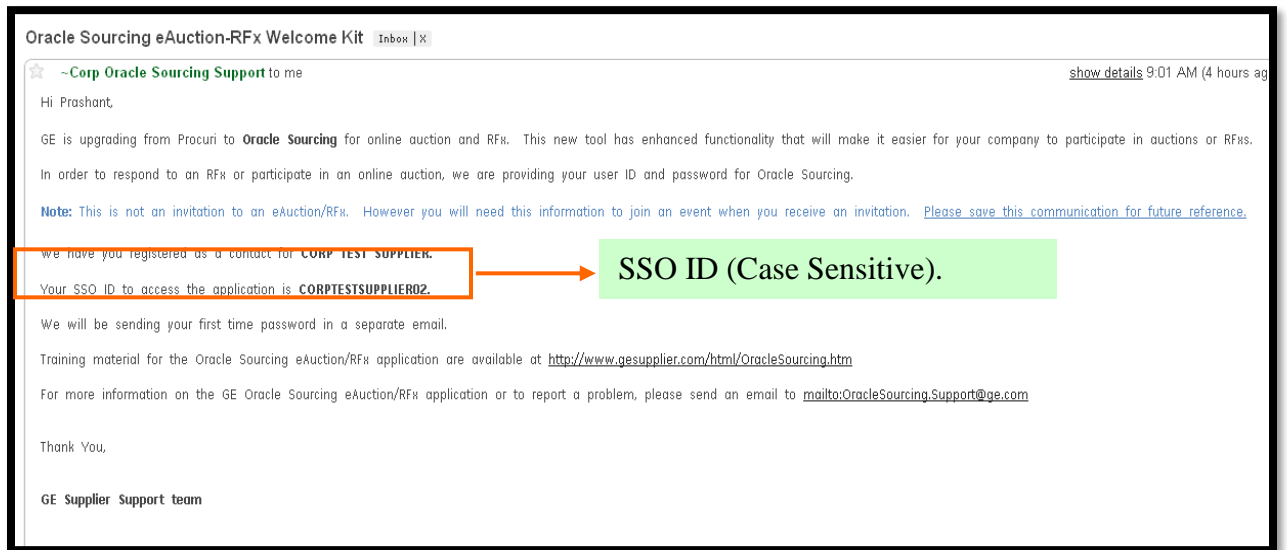 Oracle Sourcing eAuction-RFx Welcome Kit Inbox | X
~Corp Oracle Sourcing Support to me show details 9:01 AM (4 hours ag
Hi Prashant,
GE is upgrading from Procuri to Oracle Sourcing for online auction and RFx. This new tool has enhanced functionality that will make it easier for your company to participate in auctions or RFxs.
In order to respond to an RFx or participate in an online auction, we are providing your user ID and password for Oracle Sourcing.
Note: This is not an invitation to an eAuction/RFx. However you will need this information to join an event when you receive an invitation. Please save this communication for future reference.
We have you registered as a contact for CORP TEST SUPPLIER.
SSO ID (Case Sensitive).
Your SSO ID to access the application is CORPTESTSUPPLIER02.
We will be sending your first time password in a separate email.
Training material for the Oracle Sourcing eAuction/RFx application are available at http://www.gesupplier.com/html/OracleSourcing.htm
For more information on the GE Oracle Sourcing eAuction/RFx application or to report a problem, please send an email to mailto:OracleSourcing.Support@ge.com
Thank You,
GE Supplier Support team